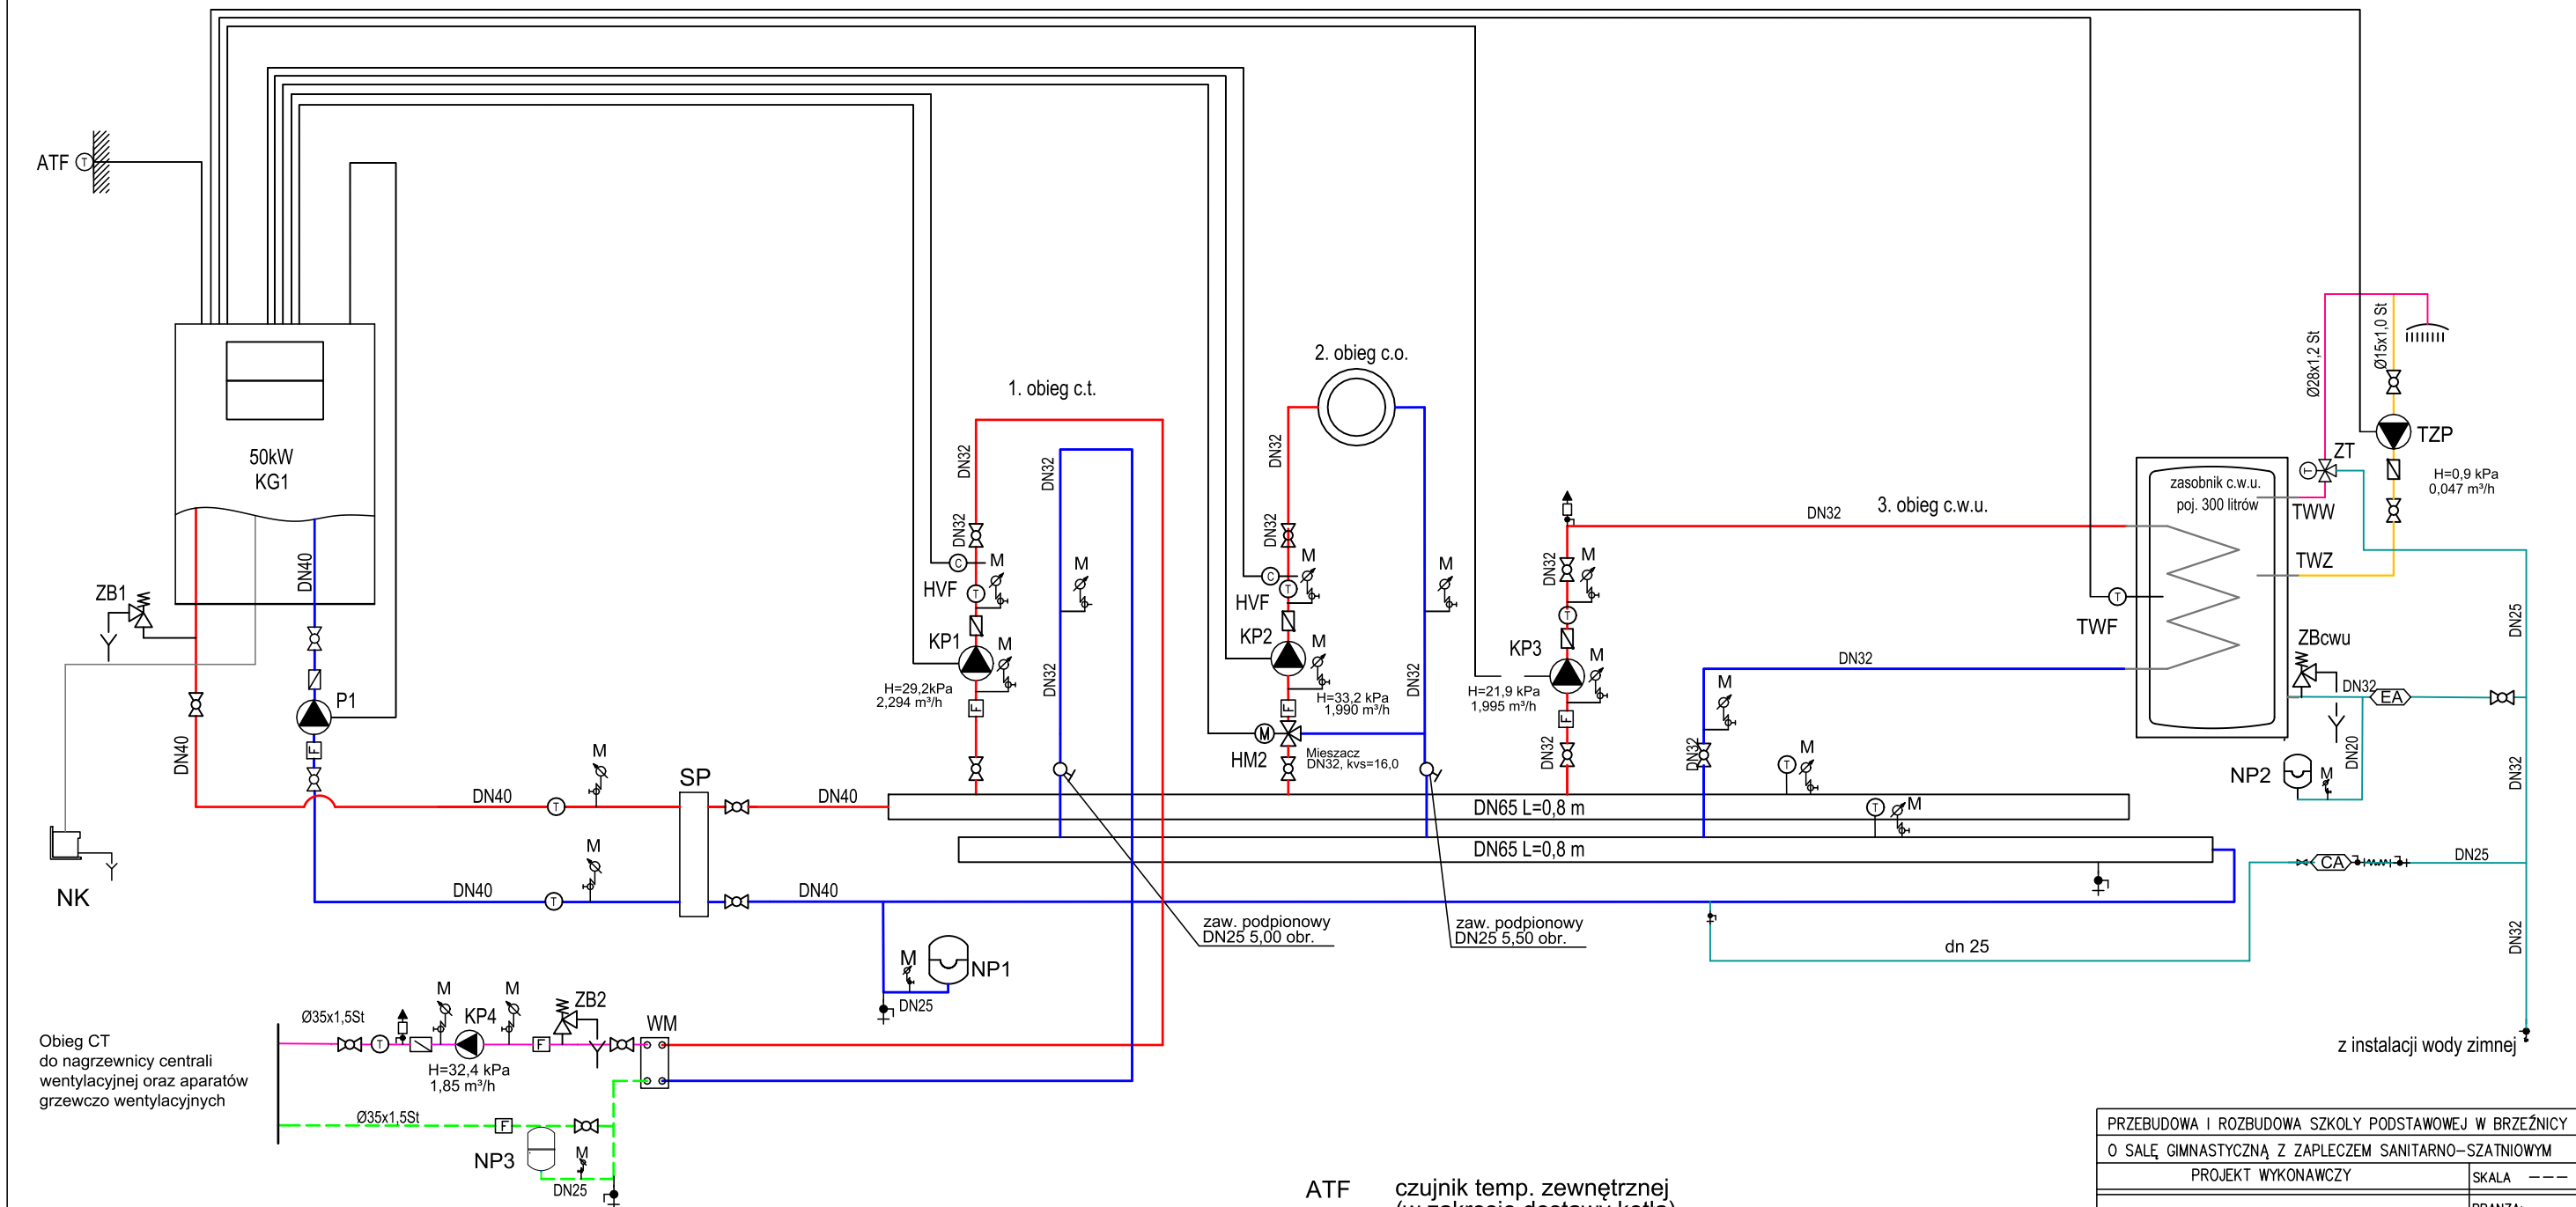 ATF
T
50kW
KG1
ZB1
DN40
P1
F
DN40
NK
DN40
T
M
SP
DN40
DN40
T
M
DN40
1. obieg c.t.
DN32
DN32
DN32
C
M
HVF
T
KP1
M
H=29,2kPa
2,294 m³/h
F
M
DN32
2. obieg c.o.
DN32
DN32
C
M
HVF
T
KP2
M
H=33,2 kPa
1,990 m³/h
F
M
HM2
Mieszacz
DN32, kvs=16,0
M
DN32
3. obieg c.w.u.
DN32
DN32
M
T
KP3
M
H=21,9 kPa
1,995 m³/h
F
DN32
DN32
M
DN32
T
M
T
M
DN65 L=0,8 m
DN65 L=0,8 m
zaw. podpionowy
DN25 5,00 obr.
zaw. podpionowy
DN25 5,50 obr.
M
NP1
DN25
Ø28x1,2 St
Ø15x1,0 St
TZP
H=0,9 kPa
0,047 m³/h
ZT
T
zasobnik c.w.u.
poj. 300 litrów
TWW
TWZ
T
TWF
ZBcwu
DN32
EA
DN25
DN20
NP2
M
DN32
CA
DN25
dn 25
DN32
z instalacji wody zimnej
Obieg CT
do nagrzewnicy centrali
wentylacyjnej oraz aparatów
grzewczo wentylacyjnych
Ø35x1,5St
T
M
KP4
M
H=32,4 kPa
1,85 m³/h
F
ZB2
WM
Ø35x1,5St
F
NP3
M
DN25
ATF czujnik temp. zewnętrznej
(w zakresie dostawy kotła)
PRZEBUDOWA I ROZBUDOWA SZKOLY PODSTAWOWEJ W BRZEŹNICY
O SALĘ GIMNASTYCZNĄ Z ZAPLECZEM SANITARNO-SZATNIOWYM
PROJEKT WYKONAWCZY
SKALA ---